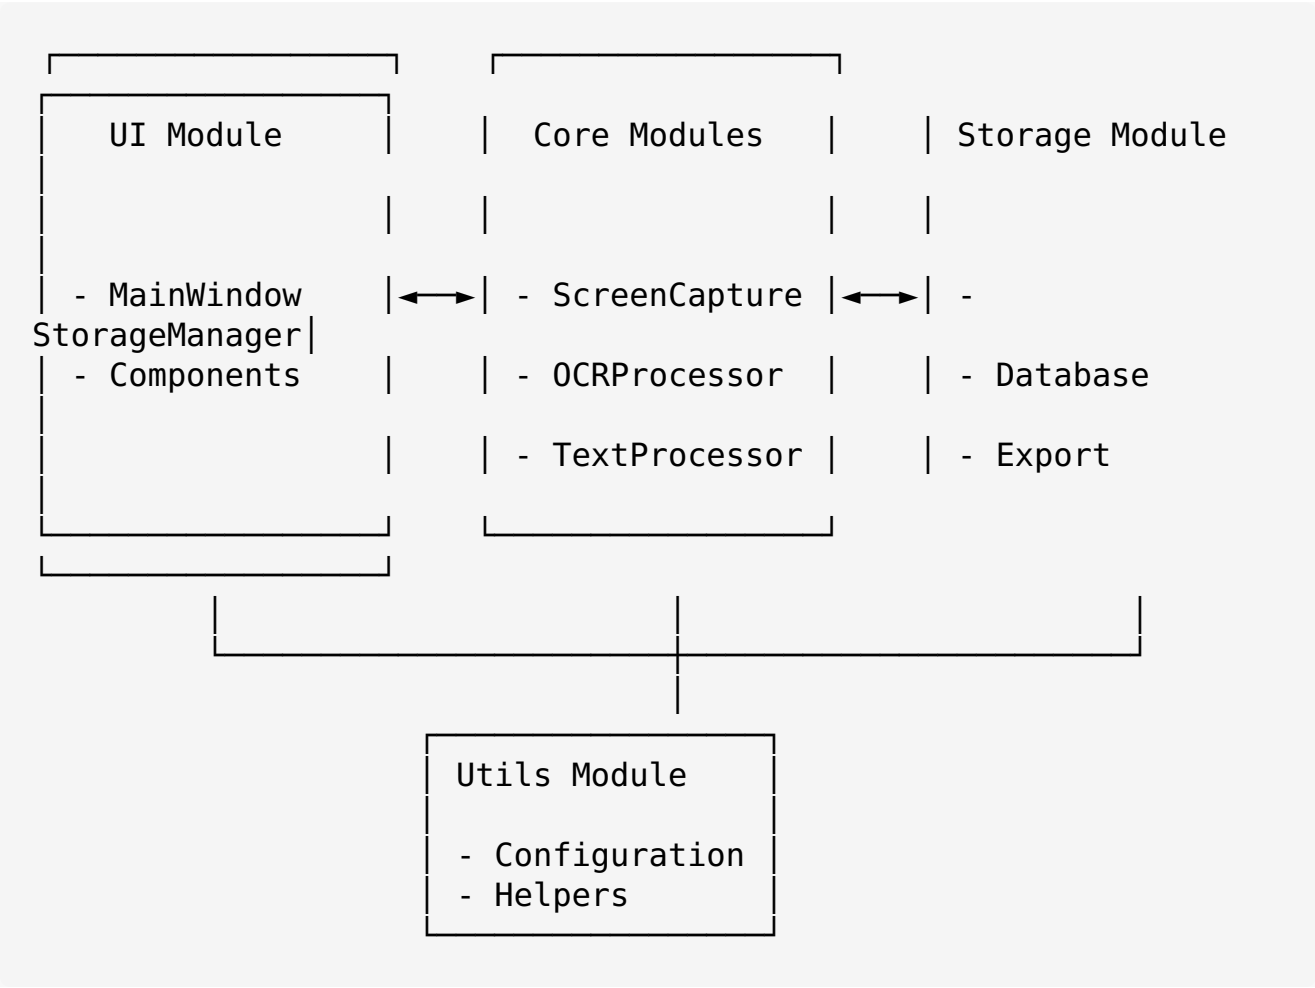 UI Module Core Modules Storage Module
- MainWindow - ScreenCapture -
StorageManager
- Components - OCRProcessor - Database
- TextProcessor - Export
Utils Module
- Configuration
- Helpers